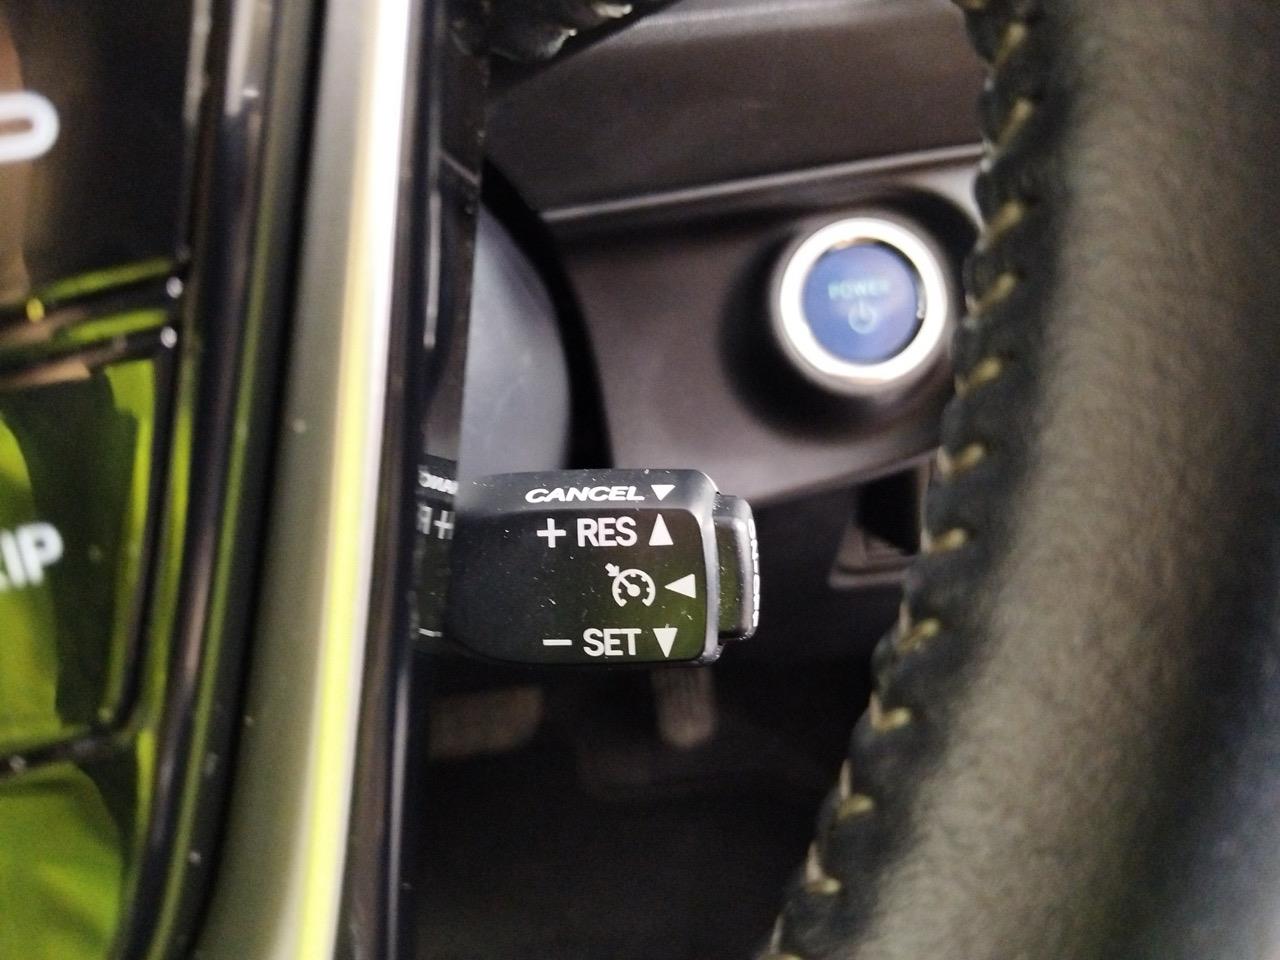 P
IP
POWER
CANCEL
+ RES
- SET